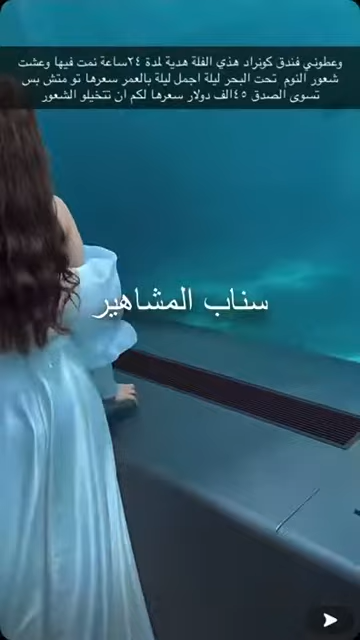 وعطوني فندق كونراد هذي الفلة هدية لمدة ٢٤ساعة نمت فيها وعشت
شعور النوم تحت البحر ليلة اجمل ليلة بالعمر سعرها تو متش بس
تسوى الصدق ٤٥الف دولار سعرها لكم ان تتخيلو الشعور
سناب المشاهير